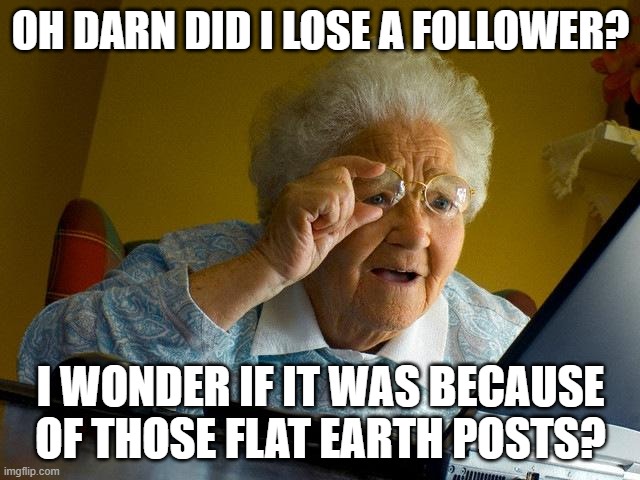 OH DARN DID I LOSE A FOLLOWER?
I WONDER IF IT WAS BECAUSE
OF THOSE FLAT EARTH POSTS?
imgflip.com